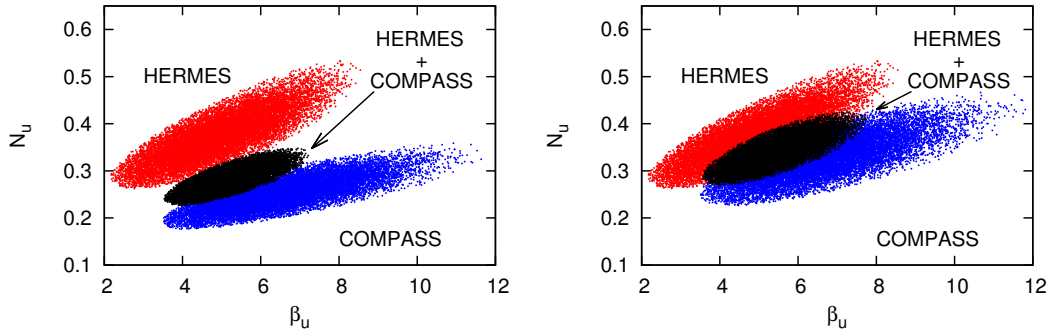 0.6
0.5
0.4
0.3
0.2
0.1
2
4
6
8
10
12
N_u
β_u
HERMES
HERMES
+
COMPASS
COMPASS
0.6
0.5
0.4
0.3
0.2
0.1
2
4
6
8
10
12
N_u
β_u
HERMES
HERMES
+
COMPASS
COMPASS